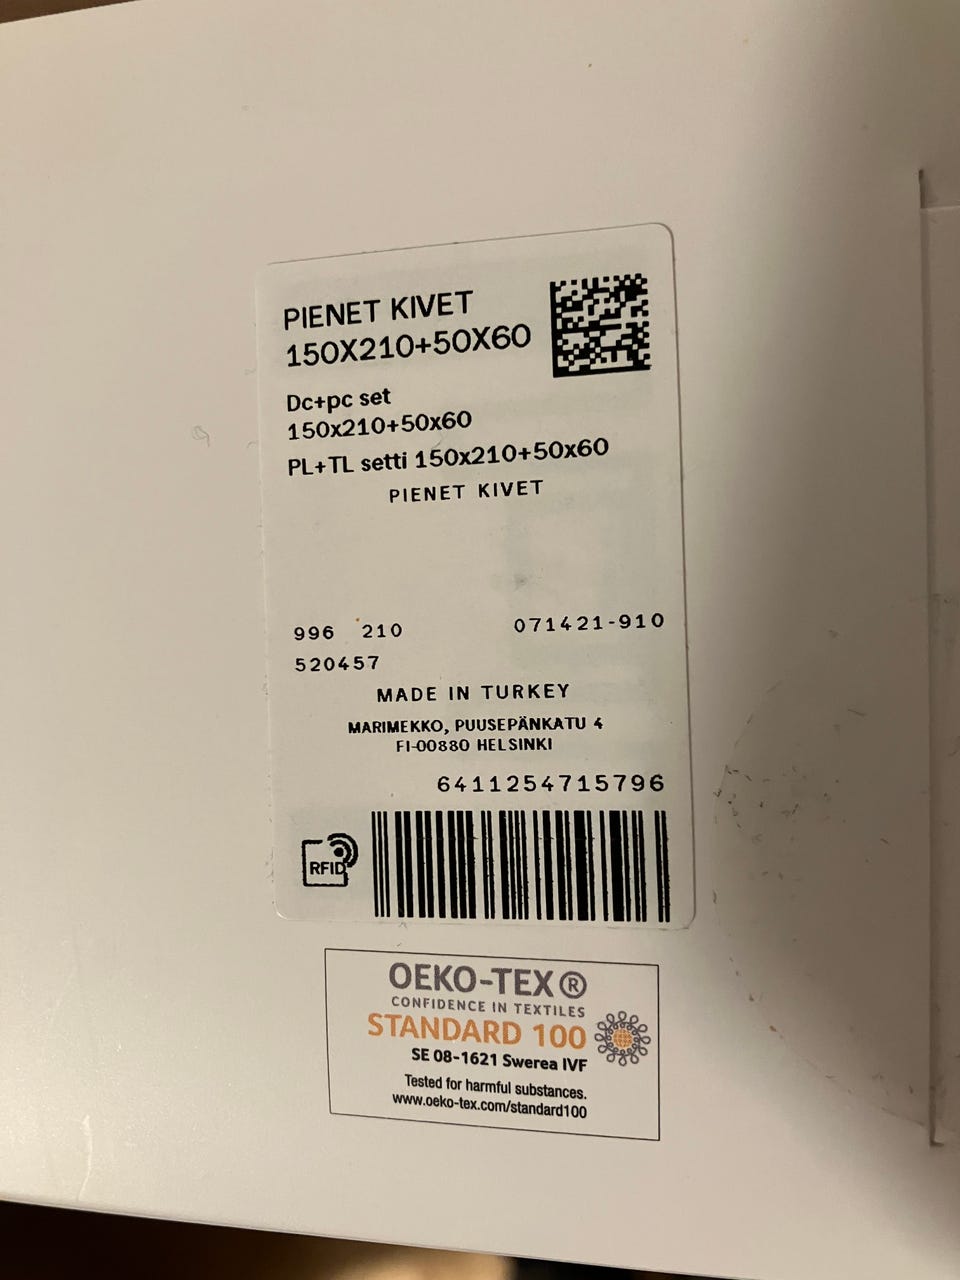 PIENET KIVET
150X210+50X60
Dc+pc set
150x210+50x60
PL+TL setti 150x210+50x60
PIENET KIVET
996 210 071421-910
520457
MADE IN TURKEY
MARIMEKKO, PUUSEPÄNKATU 4
FI-00880 HELSINKI
6411254715796
RFID
OEKO-TEX®
CONFIDENCE IN TEXTILES
STANDARD 100
SE 08-1621 Swerea IVF
Tested for harmful substances.
www.oeko-tex.com/standard100